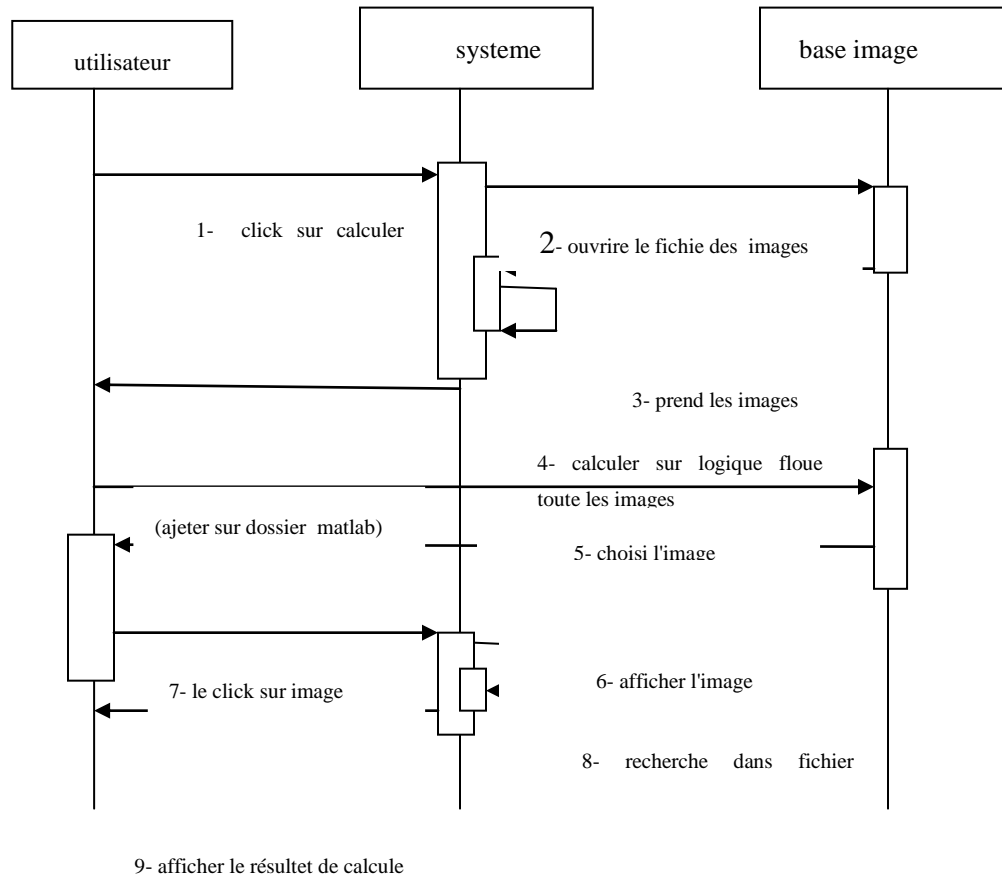 utilisateur
systeme
base image
1- click sur calculer
2- ouvrire le fichie des images
3- prend les images
4- calculer sur logique floue
toute les images
(ajeter sur dossier matlab)
5- choisi l'image
6- afficher l'image
7- le click sur image
8- recherche dans fichier
9- afficher le résultet de calcule